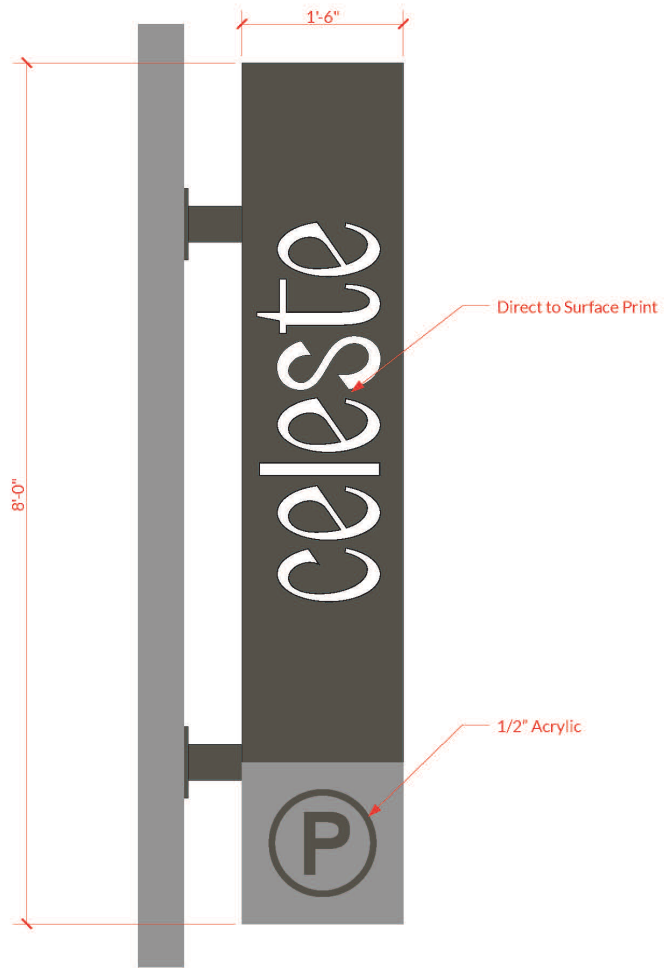 1'-6"
celeste
Direct to Surface Print
8'-0"
1/2" Acrylic
P